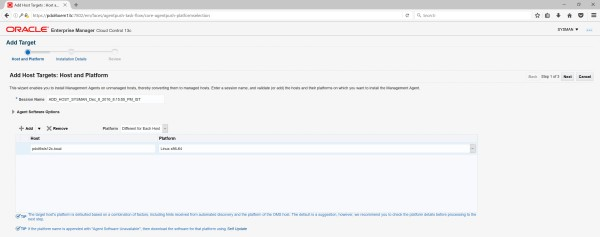 Add Host Targets: Host and ...
https://
:7802/em/faces/agentpush-task-flow/core-agentpush-platformselection
Search
ORACLE Enterprise Manager Cloud Control 13c
SYSMAN
Add Target
Host and Platform Installation Details Review
Add Host Targets: Host and Platform
Back Step 1 of 3 Next Cancel
This wizard enables you to install Management Agents on unmanaged hosts, thereby converting them to managed hosts. Enter a session name, and validate (or add) the hosts and their platforms on which you want to install the Management Agent.
* Session Name
Agent Software Options
Add Remove Platform Different for Each Host
Host Platform
Linux x86-64
TIP The target host's platform is defaulted based on a combination of factors, including hints received from automated discovery and the platform of the OMS host. The default is a suggestion, however, we recommend you to check the platform details before proceeding to the
next step.
TIP If the platform name is appended with "Agent Software Unavailable", then download the software for that platform using Self Update